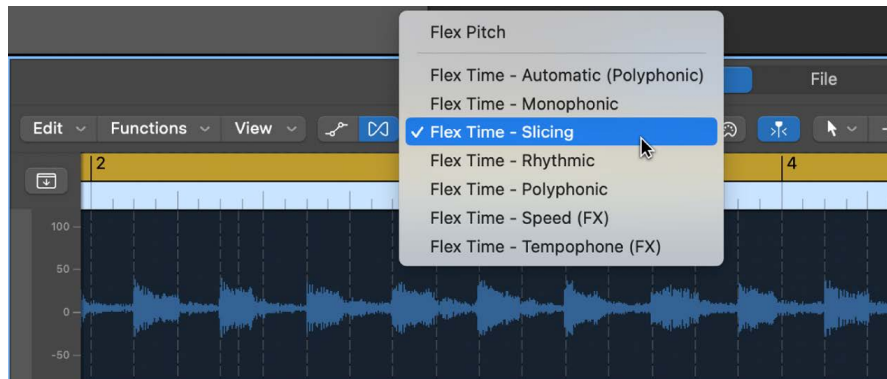 Flex Pitch
Flex Time - Automatic (Polyphonic)
File
Flex Time - Monophonic
Edit Functions View
✓ Flex Time - Slicing
Flex Time - Rhythmic
2
4
Flex Time - Polyphonic
Flex Time - Speed (FX)
100
Flex Time - Tempophone (FX)
50
0
-50